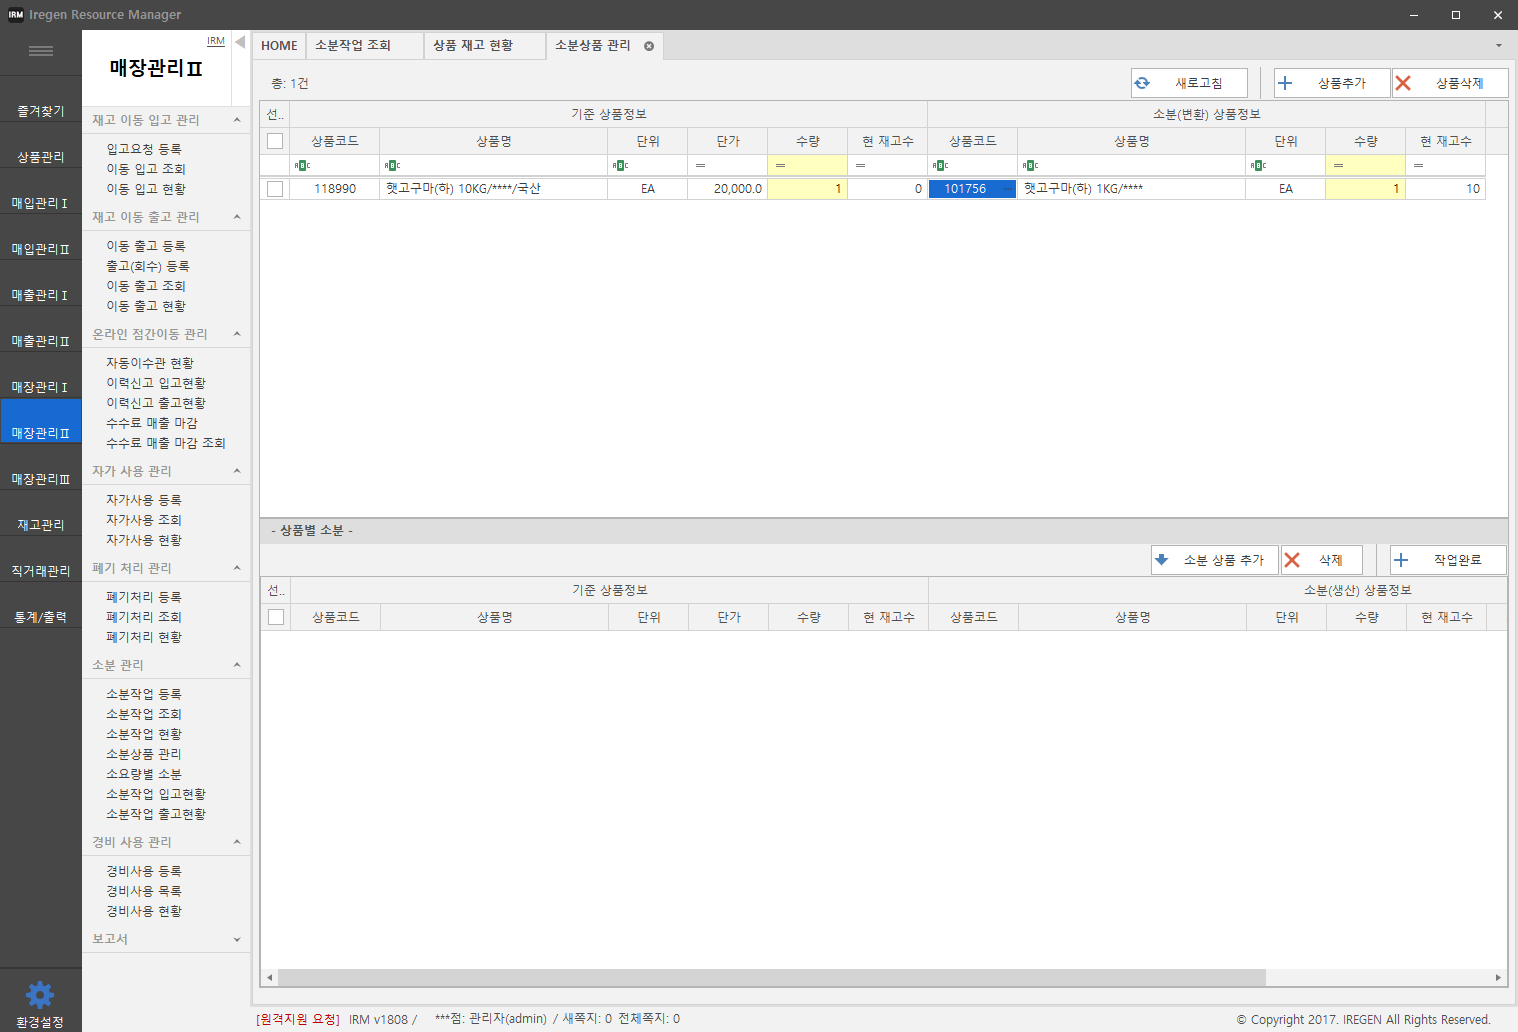 IRM Iregen Resource Manager
즐겨찾기
상품관리
매입관리Ⅰ
매입관리Ⅱ
매출관리Ⅰ
매출관리Ⅱ
매장관리Ⅰ
매장관리Ⅱ
매장관리Ⅲ
재고관리
직거래관리
통계/출력
환경설정
IRM
매장관리Ⅱ
재고 이동 입고 관리
입고요청 등록
이동 입고 조회
이동 입고 현황
재고 이동 출고 관리
이동 출고 등록
출고(회수) 등록
이동 출고 조회
이동 출고 현황
온라인 점간이동 관리
자동이수관 현황
이력신고 입고현황
이력신고 출고현황
수수료 매출 마감
수수료 매출 마감 조회
자가 사용 관리
자가사용 등록
자가사용 조회
자가사용 현황
폐기 처리 관리
폐기처리 등록
폐기처리 조회
폐기처리 현황
소분 관리
소분작업 등록
소분작업 조회
소분작업 현황
소분상품 관리
소요량별 소분
소분작업 입고현황
소분작업 출고현황
경비 사용 관리
경비사용 등록
경비사용 목록
경비사용 현황
보고서
HOME 소분작업 조회 상품 재고 현황 소분상품 관리
총: 1건 새로고침 상품추가 상품삭제
선.. 기준 상품정보 소분(변환) 상품정보
상품코드 상품명 단위 단가 수량 현 재고수 상품코드 상품명 단위 수량 현 재고수
ABC ABC ABC = = = ABC ABC ABC = =
118990 햇고구마(하) 10KG/****/국산 EA 20,000.0 1 0 101756 햇고구마(하) 1KG/**** EA 1 10
- 상품별 소분 -
소분 상품 추가 삭제 작업완료
선.. 기준 상품정보 소분(생산) 상품정보
상품코드 상품명 단위 단가 수량 현 재고수 상품코드 상품명 단위 수량 현 재고수
[원격지원 요청] IRM v1808 / ***점: 관리자(admin) / 새쪽지: 0 전체쪽지: 0 © Copyright 2017. IREGEN All Rights Reserved.